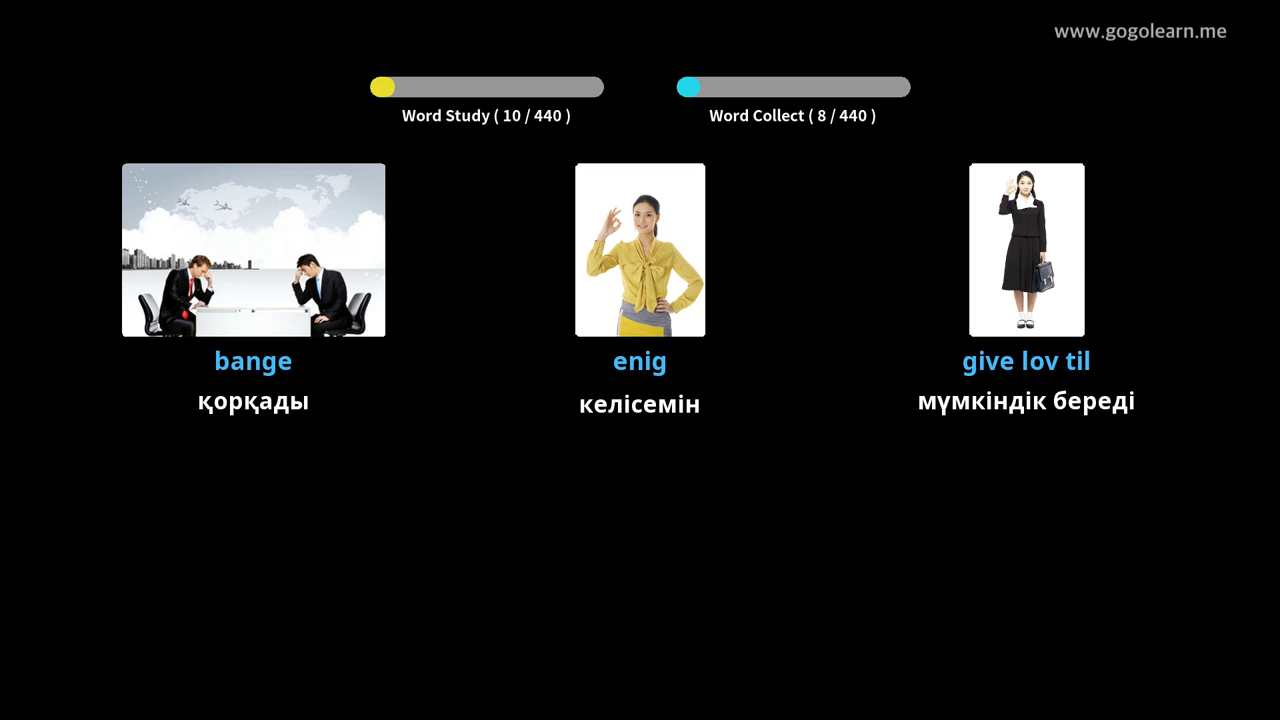 www.gogolearn.me
Word Study ( 10 / 440 )
Word Collect ( 8 / 440 )
bange
enig
give lov til
қорқады
келісемін
мүмкіндік береді